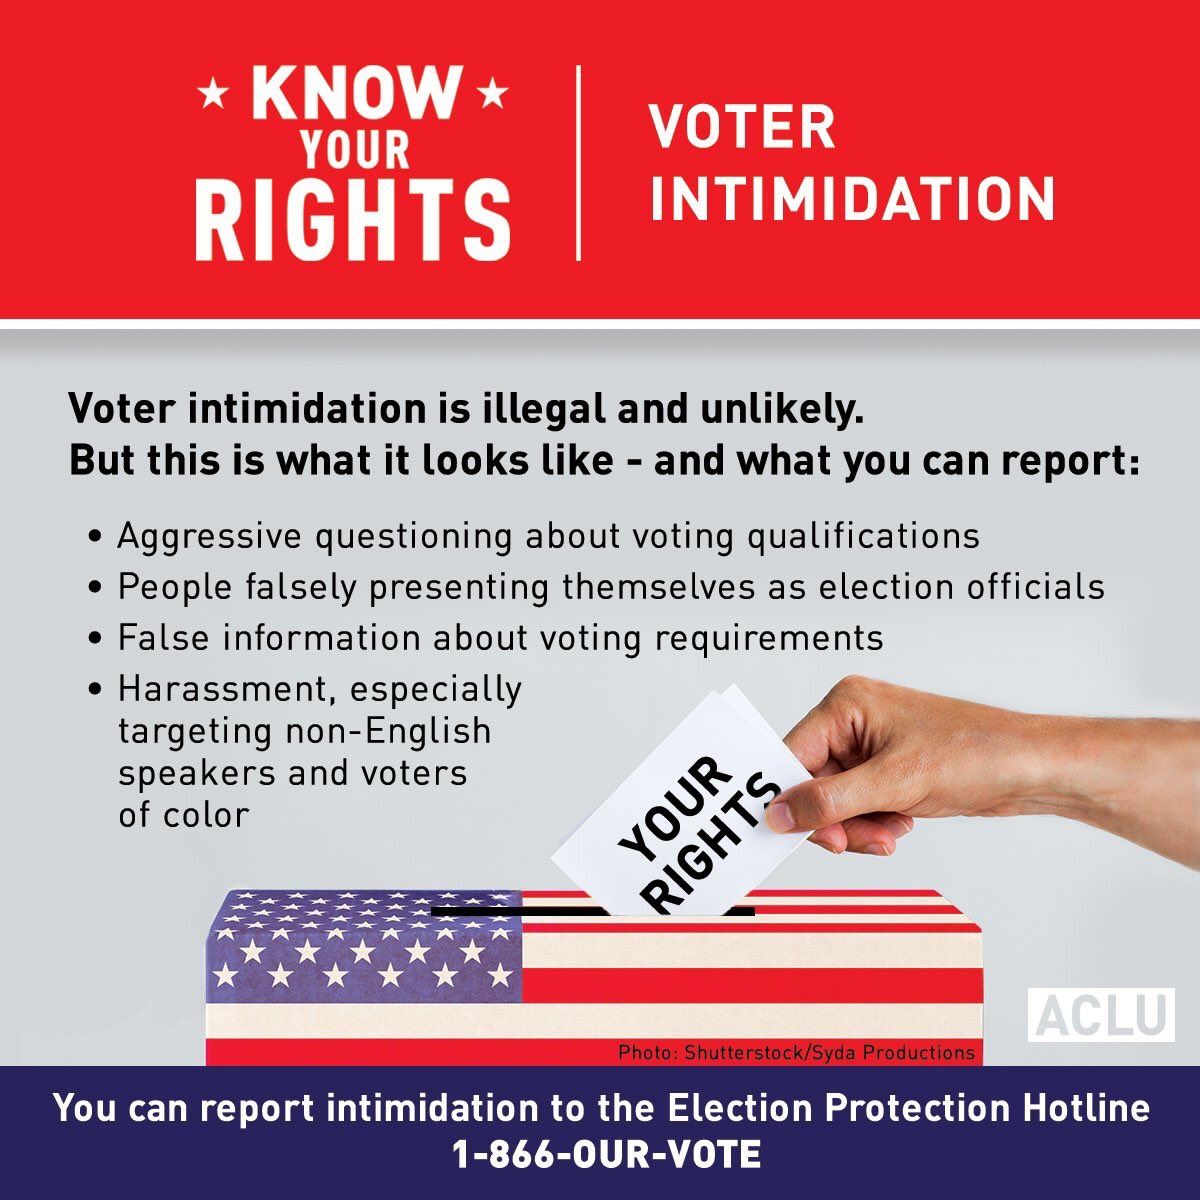 ★ KNOW ★
YOUR
RIGHTS
VOTER
INTIMIDATION
Voter intimidation is illegal and unlikely.
But this is what it looks like - and what you can report:
• Aggressive questioning about voting qualifications
• People falsely presenting themselves as election officials
• False information about voting requirements
• Harassment, especially
targeting non-English
speakers and voters
of color
YOUR
RIGHTS
ACLU
Photo: Shutterstock/Syda Productions
You can report intimidation to the Election Protection Hotline
1-866-OUR-VOTE